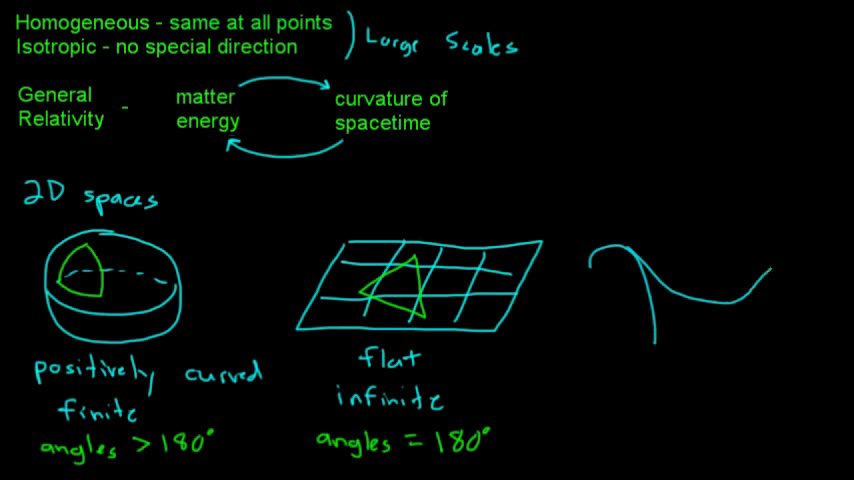 Homogeneous - same at all points
Isotropic - no special direction
Large Scales
General Relativity -
matter energy
curvature of spacetime
2D spaces
positively curved
finite
angles > 180°
flat
infinite
angles = 180°